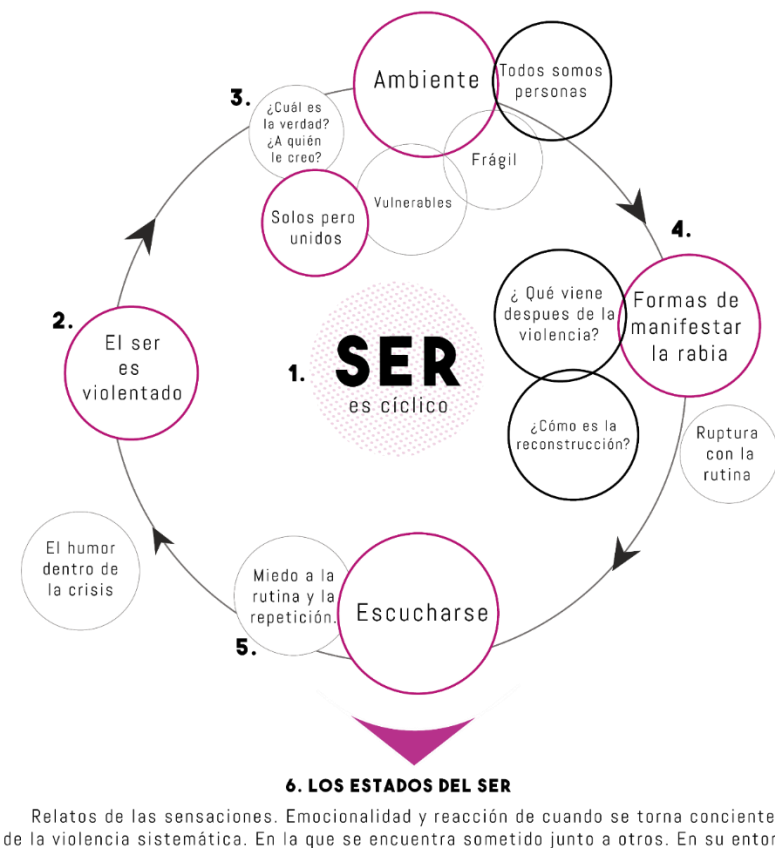 Ambiente
Todos somos
personas
3.
¿Cuál es
la verdad?
¿A quién
le creo?
Frágil
Vulnerables
Solos pero
unidos
4.
Formas de
manifestar
la rabia
¿ Qué viene
despues de la
violencia?
2.
El ser
es
violentado
1.
SER
es cíclico
¿Cómo es la
reconstrucción?
Ruptura
con la
rutina
El humor
dentro de
la crisis
Miedo a la
rutina y la
repetición.
Escucharse
5.
6. LOS ESTADOS DEL SER
Relatos de las sensaciones. Emocionalidad y reacción de cuando se torna conciente
de la violencia sistemática. En la que se encuentra sometido junto a otros. En su entor